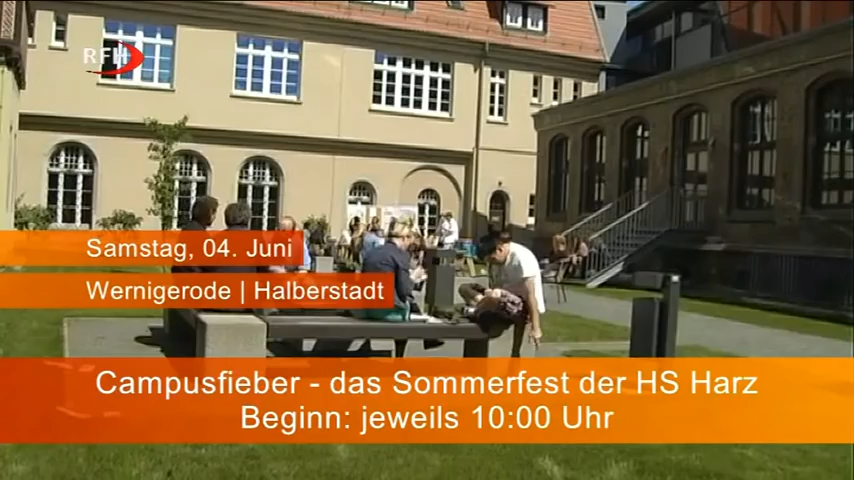 RFH
Samstag, 04. Juni
Wernigerode | Halberstadt
Campusfieber - das Sommerfest der HS Harz
Beginn: jeweils 10:00 Uhr